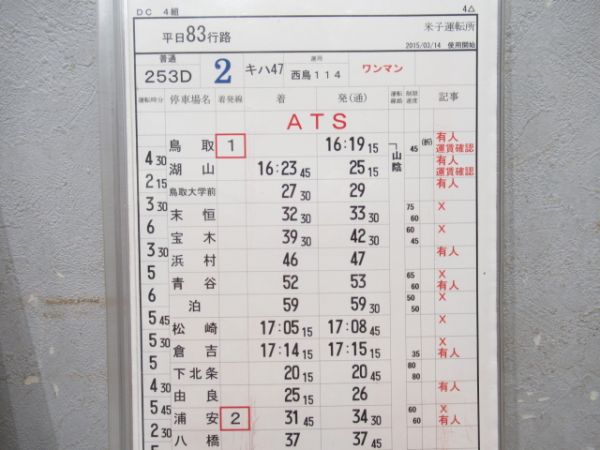 DC 4組 4△
平日83行路 米子運転所
2015/03/14 使用開始
普通 253D 2 キハ47 運用 西鳥114 ワンマン
運転時分 停車場名 着発線 着 発(通) 運転線路 制限速度 記事
ATS
鳥取 1 16:19 15 山陰 45 (析) 有人 運賃確認
4 30
湖山 16:23 45 25 15 有人 運賃確認
2 15
鳥取大学前 27 30 29 有人
3 30
末恒 32 30 33 30 75 60 X
6
宝木 39 30 42 30 60 45 X
3 30
浜村 46 47 有人
5
青谷 52 53 65 60 X 有人
6
泊 59 59 30 50 50 X
5 45
松崎 17:05 15 17:08 45 X
5 30
倉吉 17:14 15 17:15 15 35 X 有人
5
下北条 20 15 20 45 80 80
4 30
由良 25 15 26 有人
5 45
浦安 2 31 45 34 30 60 60 X 有人
2 30
八橋 37 37 45 X